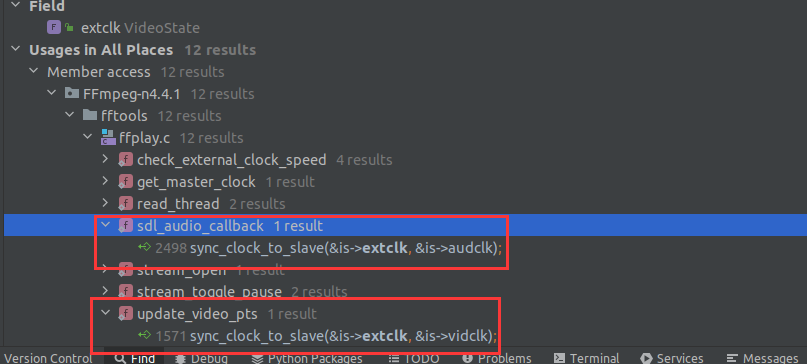 Field
extclk VideoState
Usages in All Places 12 results
Member access 12 results
FFmpeg-n4.4.1 12 results
fftools 12 results
ffplay.c 12 results
check_external_clock_speed 4 results
get_master_clock 1 result
read_thread 2 results
sdl_audio_callback 1 result
2498 sync_clock_to_slave(&is->extclk, &is->audclk);
stream_open 1 result
stream_toggle_pause 2 results
update_video_pts 1 result
1571 sync_clock_to_slave(&is->extclk, &is->vidclk);
Version Control Find Debug Python Packages TODO Problems Terminal Services Messages